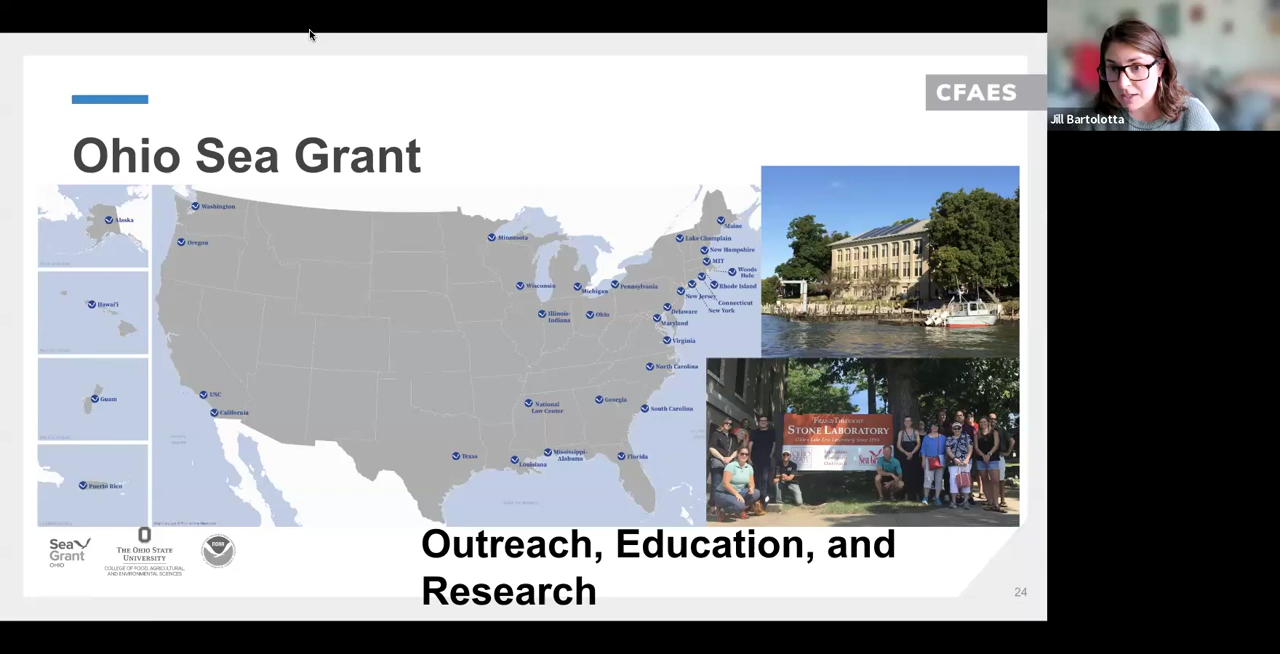 CFAES
Jill Bartolotta
Ohio Sea Grant
Alaska
Hawai'i
Guam
Puerto Rico
Washington
Oregon
USC
California
Minnesota
Wisconsin
Michigan
Illinois-
Indiana
Ohio
Pennsylvania
National
Law Center
Georgia
Texas
Louisiana
Mississippi-
Alabama
Florida
South Carolina
North Carolina
Virginia
Maryland
Delaware
New Jersey
New York
Connecticut
Rhode Island
Woods
Hole
MIT
New Hampshire
Lake Champlain
Maine
STONE LABORATORY
Sea
Grant
OHIO
THE OHIO STATE
UNIVERSITY
COLLEGE OF FOOD, AGRICULTURAL,
AND ENVIRONMENTAL SCIENCES
NOAA
Outreach, Education, and
Research
24